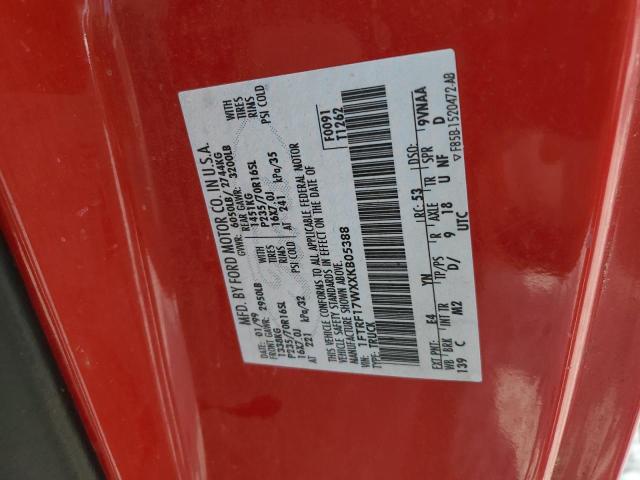 MFD. BY FORD MOTOR CO. IN U.S.A.
DATE: 01/99 GVWR: 6050LB/ 2744KG
FRONT GAWR: 2950LB REAR GAWR: 3200LB
1338KG WITH 1451KG WITH
P235/70R16SL TIRES P235/70R16SL TIRES
16X7.0J RIMS 16X7.0J RIMS
AT 221 kPa/32 PSI COLD AT 241 kPa/35 PSI COLD
THIS VEHICLE CONFORMS TO ALL APPLICABLE FEDERAL MOTOR
VEHICLE SAFETY STANDARDS IN EFFECT ON THE DATE OF
MANUFACTURE SHOWN ABOVE.
VIN: 1FTRF17WXXKB05388
TYPE: TRUCK
F0091
T1262
EXT PNT: E4 YN RC: 53 DSO: 9VNAA
WB BRK INT TR TP/PS R AXLE TR SPR
139 C M2 D/ 9 18 U NF D
UTC
▽F85B-1520472-AB